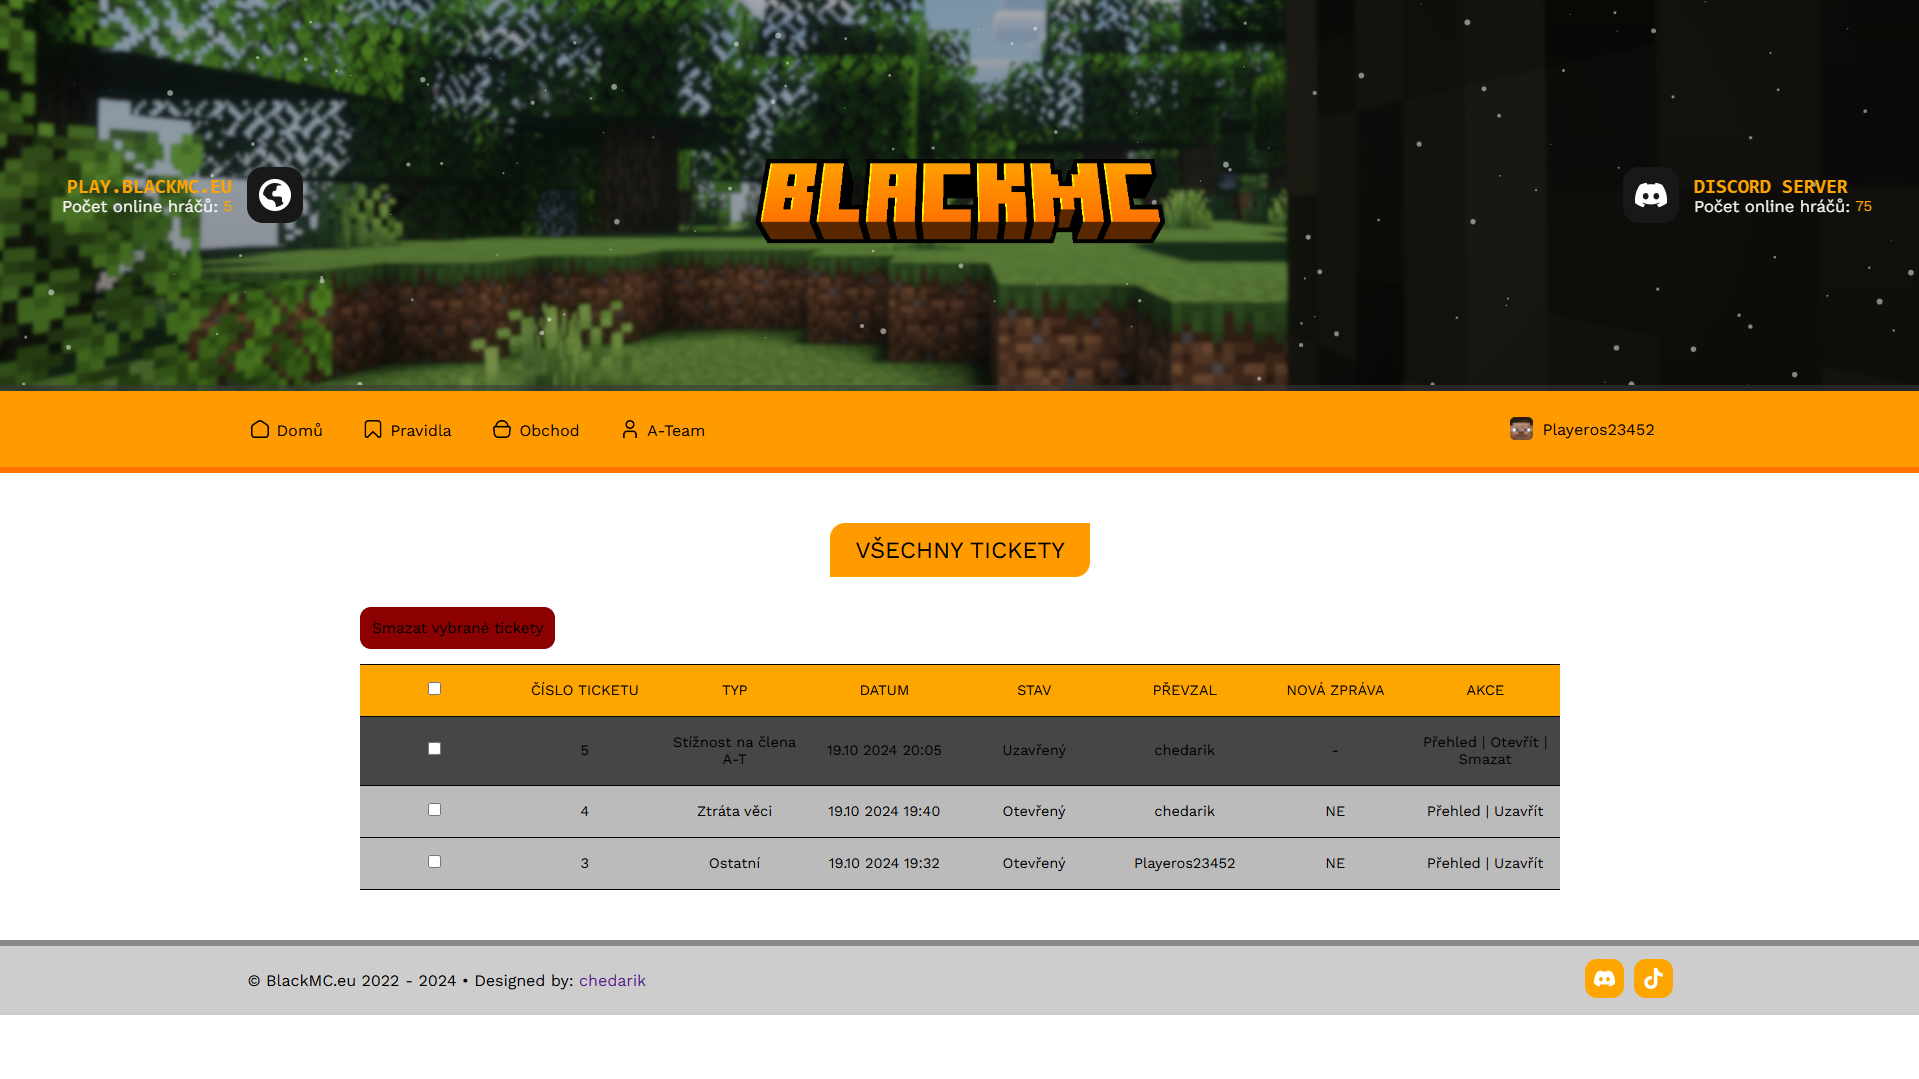 PLAY.BLACKMC.EU
Počet online hráčů: 5
BLACKMC
DISCORD SERVER
Počet online hráčů: 75
Domů
Pravidla
Obchod
A-Team
Playeros23452
VŠECHNY TICKETY
Smazat vybrané tickety
ČÍSLO TICKETU TYP DATUM STAV PŘEVZAL NOVÁ ZPRÁVA AKCE
5 Stížnost na člena A-T 19.10 2024 20:05 Uzavřený chedarik - Přehled | Otevřít | Smazat
4 Ztráta věci 19.10 2024 19:40 Otevřený chedarik NE Přehled | Uzavřít
3 Ostatní 19.10 2024 19:32 Otevřený Playeros23452 NE Přehled | Uzavřít
© BlackMC.eu 2022 - 2024 • Designed by: chedarik